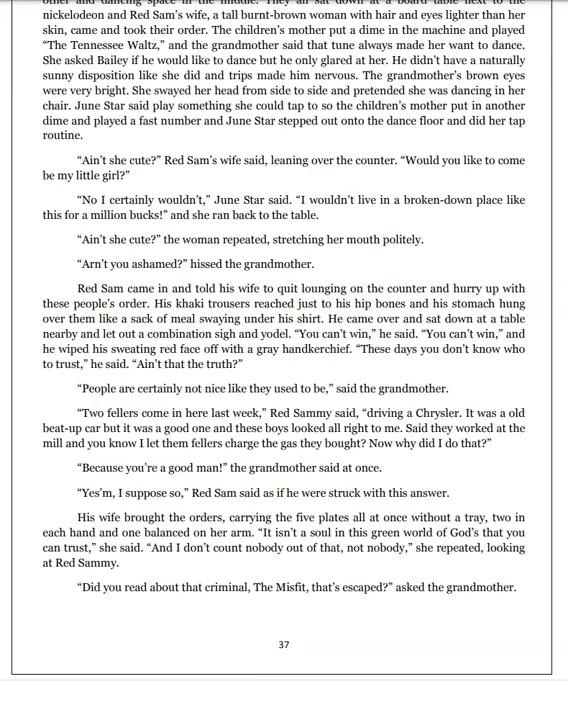 other and dancing space in the middle. They all sat down at a board table next to the
nickelodeon and Red Sam's wife, a tall burnt-brown woman with hair and eyes lighter than her
skin, came and took their order. The children's mother put a dime in the machine and played
“The Tennessee Waltz,” and the grandmother said that tune always made her want to dance.
She asked Bailey if he would like to dance but he only glared at her. He didn't have a naturally
sunny disposition like she did and trips made him nervous. The grandmother's brown eyes
were very bright. She swayed her head from side to side and pretended she was dancing in her
chair. June Star said play something she could tap to so the children's mother put in another
dime and played a fast number and June Star stepped out onto the dance floor and did her tap
routine.
“Ain't she cute?” Red Sam's wife said, leaning over the counter. “Would you like to come
be my little girl?”
“No I certainly wouldn't,” June Star said. “I wouldn't live in a broken-down place like
this for a million bucks!” and she ran back to the table.
“Ain't she cute?” the woman repeated, stretching her mouth politely.
“Arn't you ashamed?” hissed the grandmother.
Red Sam came in and told his wife to quit lounging on the counter and hurry up with
these people's order. His khaki trousers reached just to his hip bones and his stomach hung
over them like a sack of meal swaying under his shirt. He came over and sat down at a table
nearby and let out a combination sigh and yodel. “You can't win,” he said. “You can't win,” and
he wiped his sweating red face off with a gray handkerchief. “These days you don't know who
to trust,” he said. “Ain't that the truth?”
“People are certainly not nice like they used to be,” said the grandmother.
“Two fellers come in here last week,” Red Sammy said, “driving a Chrysler. It was a old
beat-up car but it was a good one and these boys looked all right to me. Said they worked at the
mill and you know I let them fellers charge the gas they bought? Now why did I do that?”
“Because you're a good man!” the grandmother said at once.
“Yes'm, I suppose so,” Red Sam said as if he were struck with this answer.
His wife brought the orders, carrying the five plates all at once without a tray, two in
each hand and one balanced on her arm. “It isn't a soul in this green world of God's that you
can trust,” she said. “And I don't count nobody out of that, not nobody,” she repeated, looking
at Red Sammy.
“Did you read about that criminal, The Misfit, that's escaped?” asked the grandmother.
37